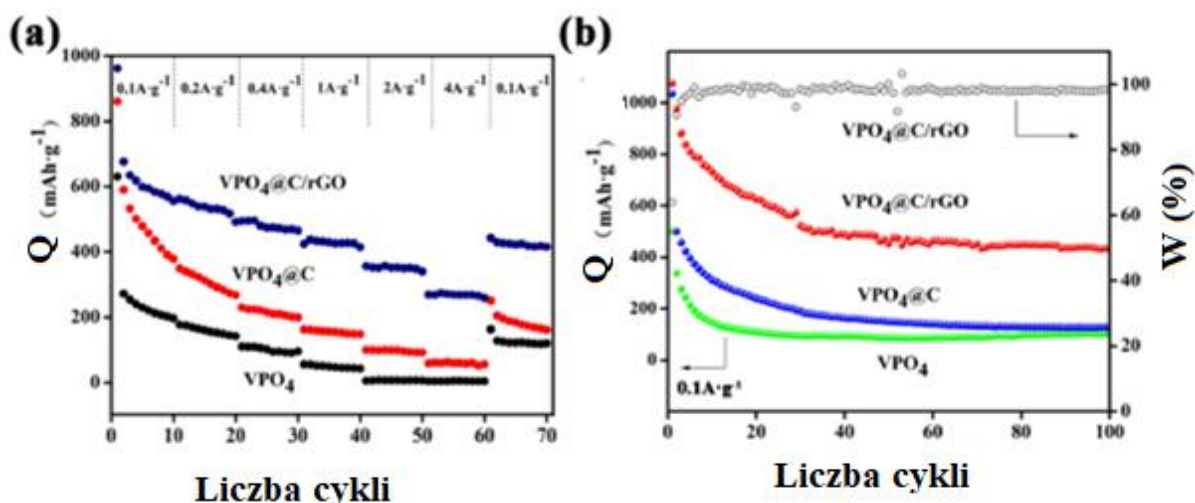 (a)
1000
800
600
400
200
0
Q (mAh·g⁻¹)
0.1A·g⁻¹ 0.2A·g⁻¹ 0.4A·g⁻¹ 1A·g⁻¹ 2A·g⁻¹ 4A·g⁻¹ 0.1A·g⁻¹
VPO₄@C/rGO
VPO₄@C
VPO₄
0 10 20 30 40 50 60 70
Liczba cykli
(b)
1000
800
600
400
200
0
Q (mAh·g⁻¹)
VPO₄@C/rGO
VPO₄@C/rGO
VPO₄@C
VPO₄
0.1A·g⁻¹
100
80
60
40
20
0
W (%)
0 20 40 60 80 100
Liczba cykli